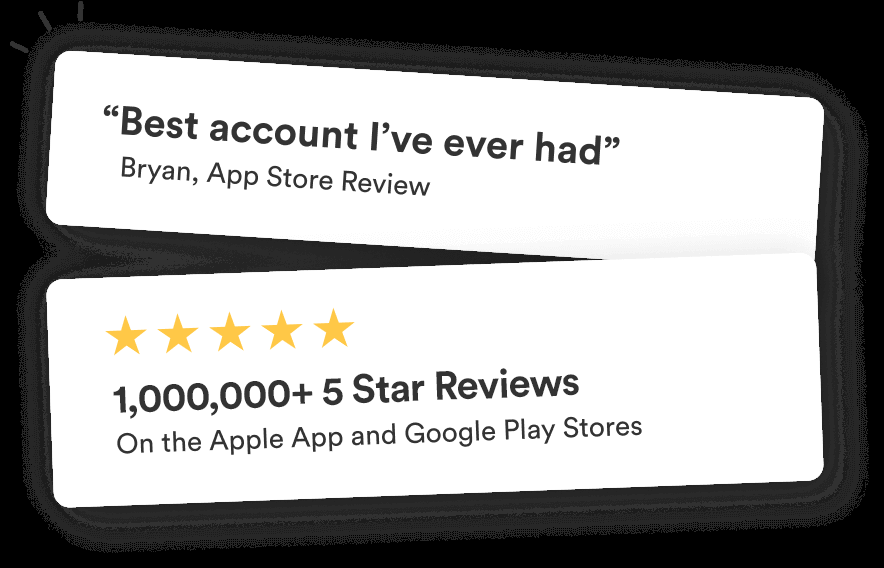 “Best account I’ve ever had”
Bryan, App Store Review
1,000,000+ 5 Star Reviews
On the Apple App and Google Play Stores